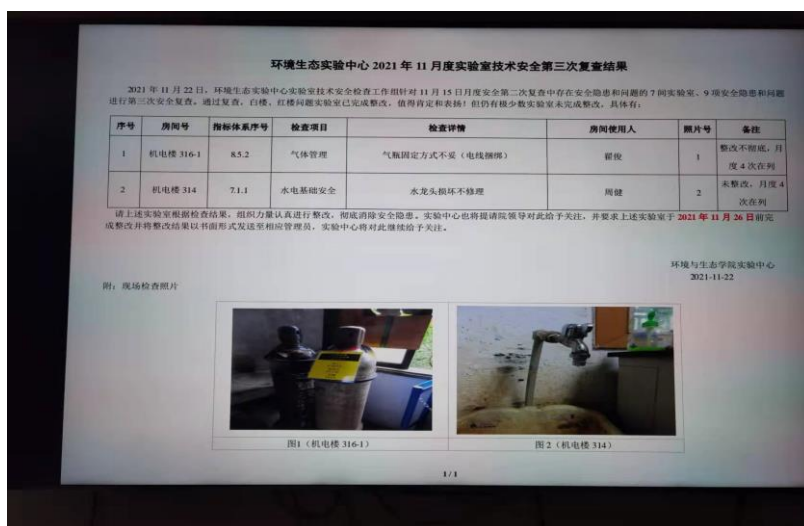 环境生态实验中心 2021 年 11 月度实验室技术安全第三次复查结果
2021 年 11 月 22 日，环境生态实验中心实验室技术安全检查工作组针对 11 月 15 日月度安全第二次复查中存在安全隐患和问题的 7 间实验室、9 项安全隐患和问题
进行第三次安全复查。通过复查，白楼、红楼问题实验室已完成整改，值得肯定和表扬！但仍有极少数实验室未完成整改，具体有：
序号 房间号 指标体系序号 检查项目 检查详情 房间使用人 照片号 备注
1 机电楼 316-1 8.5.2 气体管理 气瓶固定方式不妥（电线捆绑） 翟俊 1 整改不彻底，月
度 4 次在列
2 机电楼 314 7.1.1 水电基础安全 水龙头损坏不修理 周健 2 未整改，月度 4
次在列
请上述实验室根据检查结果，组织力量认真进行整改，彻底消除安全隐患。实验中心也将提请院领导对此给予关注，并要求上述实验室于 2021 年 11 月 26 日前完
成整改并将整改结果以书面形式发送至相应管理员，实验中心将对此继续给予关注。
环境与生态学院实验中心
2021-11-22
附：现场检查照片
图1（机电楼 316-1）
图 2（机电楼 314）
1 / 1